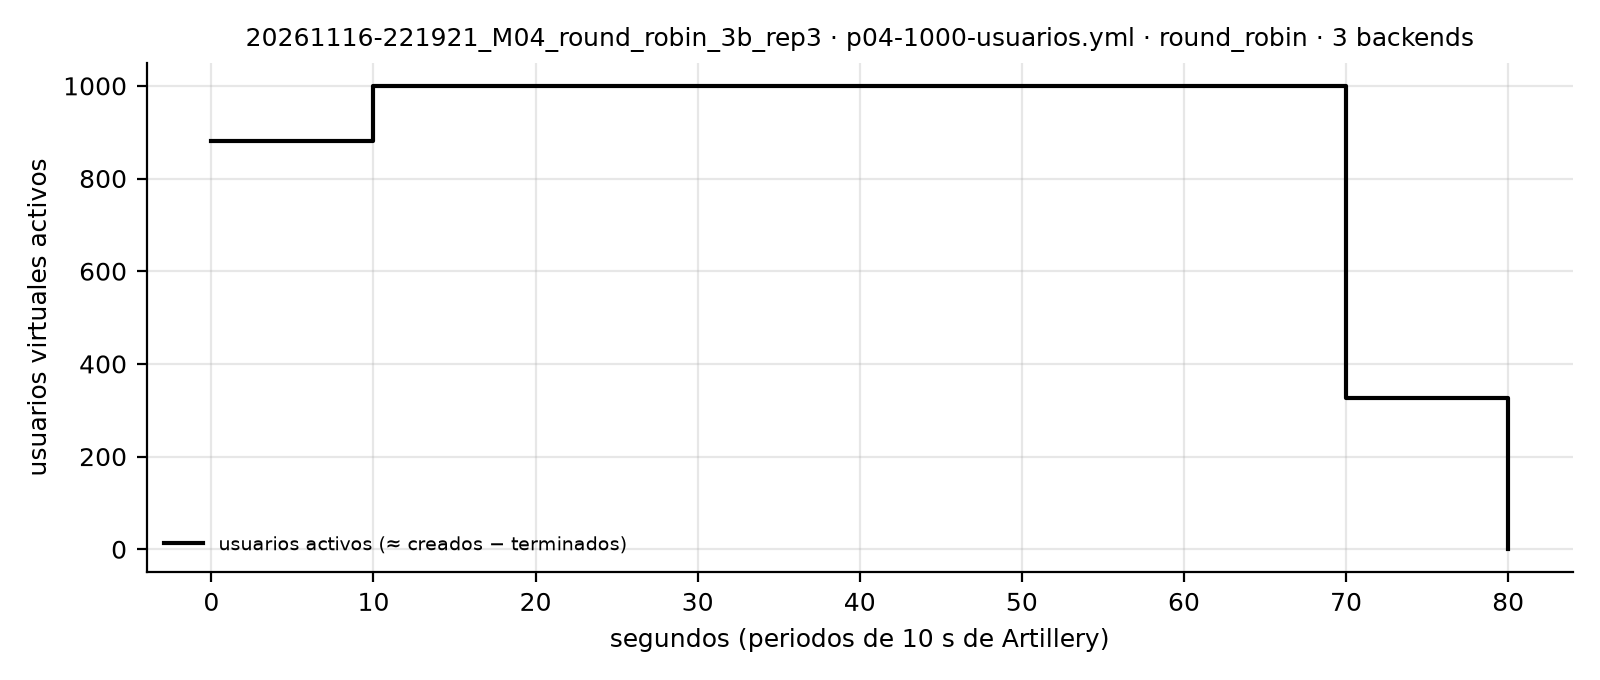 20261116-221921_M04_round_robin_3b_rep3 · p04-1000-usuarios.yml · round_robin · 3 backends
usuarios virtuales activos
1000
800
600
400
200
0
usuarios activos (≈ creados − terminados)
0 10 20 30 40 50 60 70 80
segundos (periodos de 10 s de Artillery)